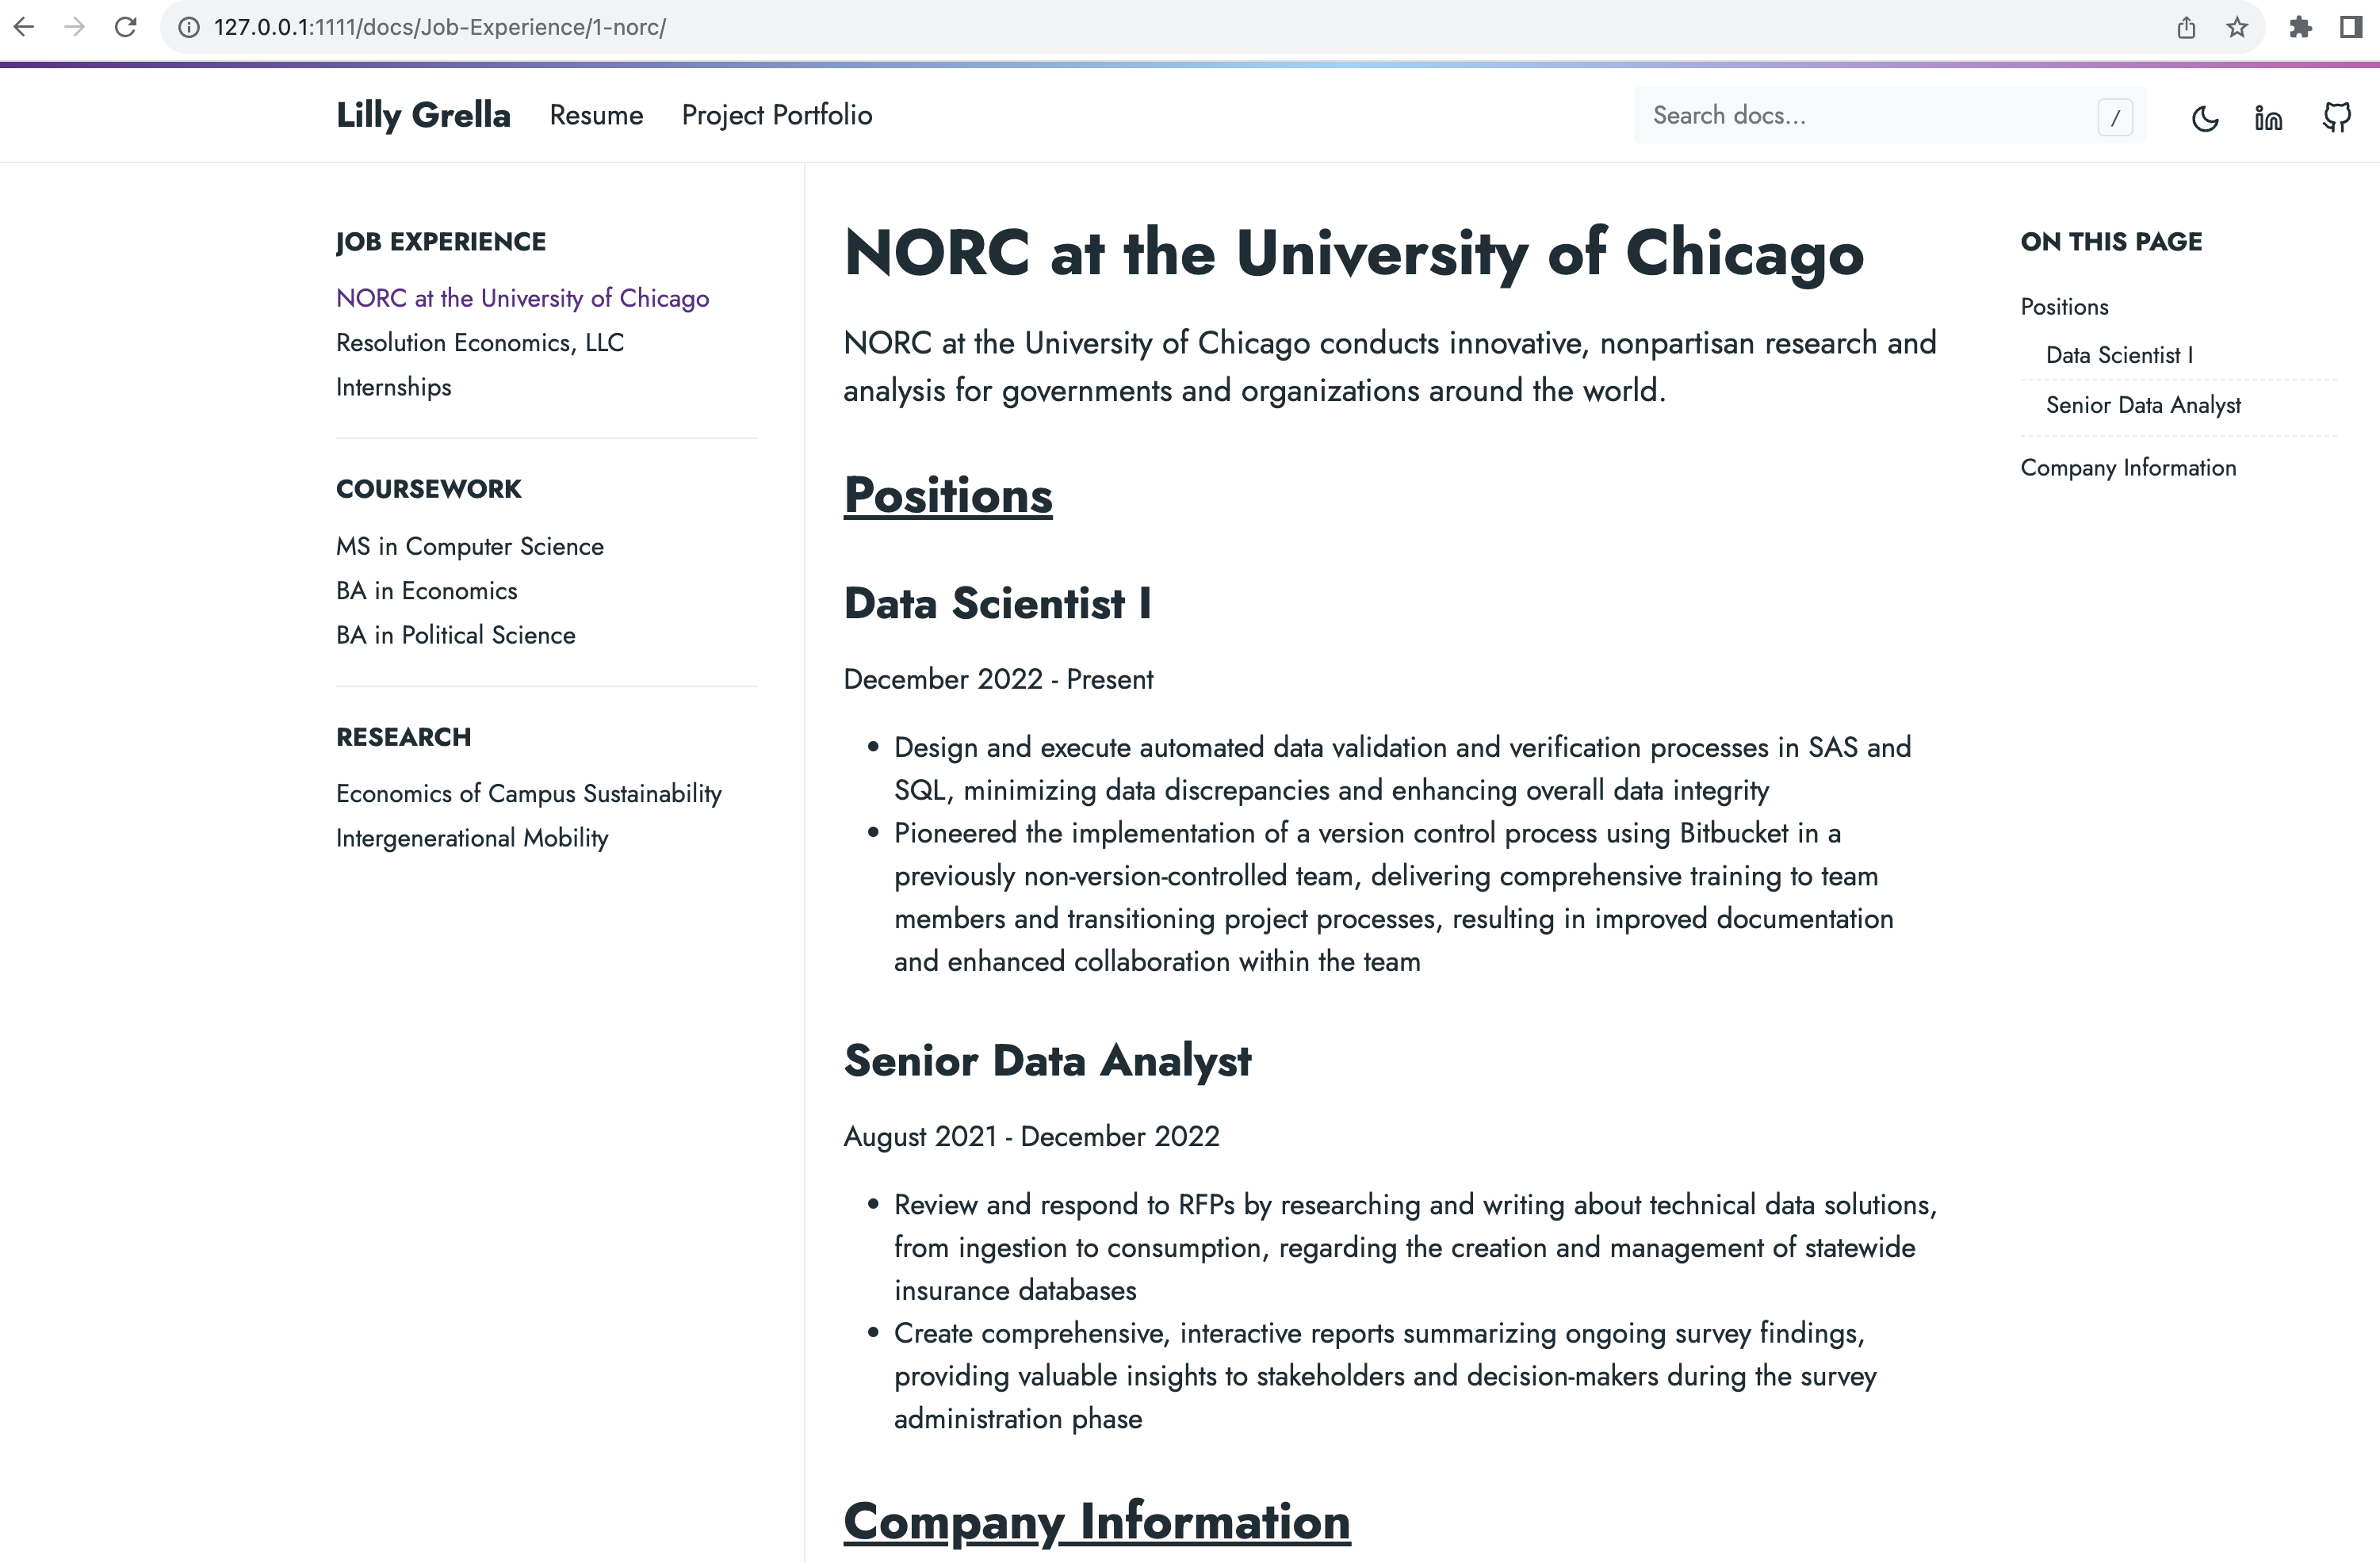 127.0.0.1:1111/docs/Job-Experience/1-norc/
Lilly Grella
Resume
Project Portfolio
Search docs...
/
JOB EXPERIENCE
NORC at the University of Chicago
Resolution Economics, LLC
Internships
COURSEWORK
MS in Computer Science
BA in Economics
BA in Political Science
RESEARCH
Economics of Campus Sustainability
Intergenerational Mobility
NORC at the University of Chicago
NORC at the University of Chicago conducts innovative, nonpartisan research and
analysis for governments and organizations around the world.
Positions
Data Scientist I
December 2022 - Present
• Design and execute automated data validation and verification processes in SAS and
SQL, minimizing data discrepancies and enhancing overall data integrity
• Pioneered the implementation of a version control process using Bitbucket in a
previously non-version-controlled team, delivering comprehensive training to team
members and transitioning project processes, resulting in improved documentation
and enhanced collaboration within the team
Senior Data Analyst
August 2021 - December 2022
• Review and respond to RFPs by researching and writing about technical data solutions,
from ingestion to consumption, regarding the creation and management of statewide
insurance databases
• Create comprehensive, interactive reports summarizing ongoing survey findings,
providing valuable insights to stakeholders and decision-makers during the survey
administration phase
Company Information
ON THIS PAGE
Positions
Data Scientist I
Senior Data Analyst
Company Information